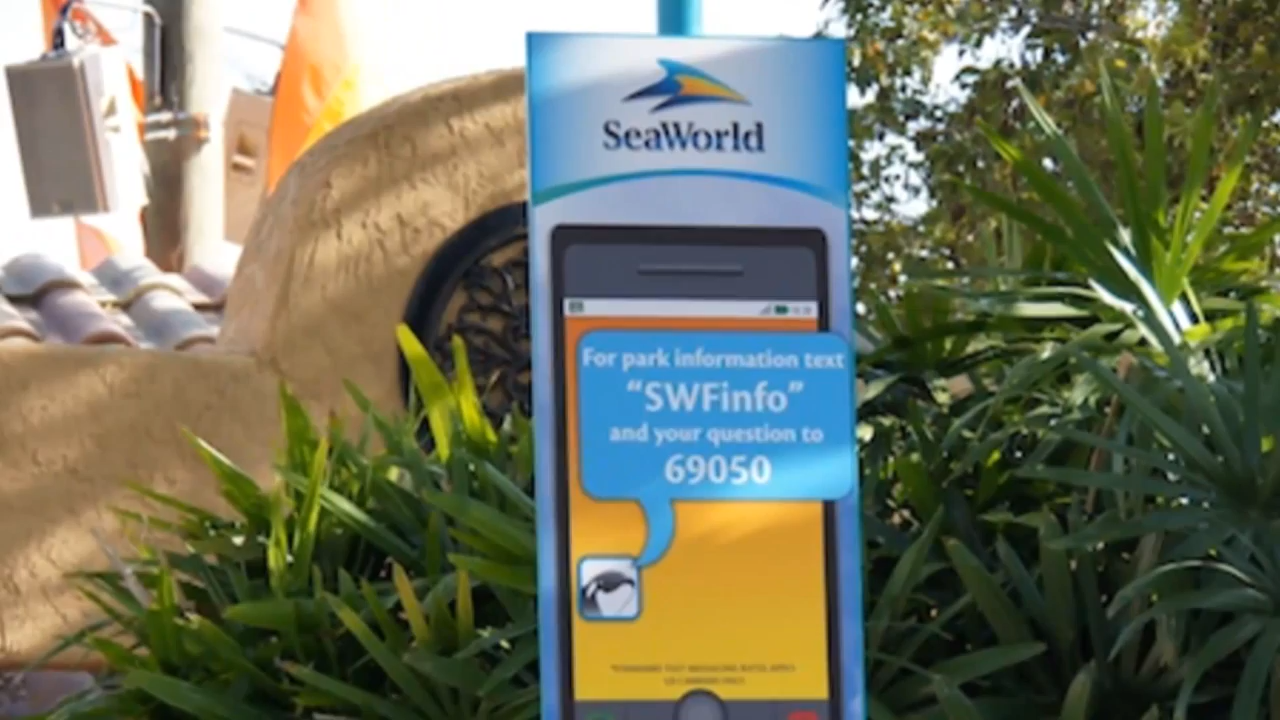 SeaWorld
For park information text
“SWFinfo”
and your question to
69050